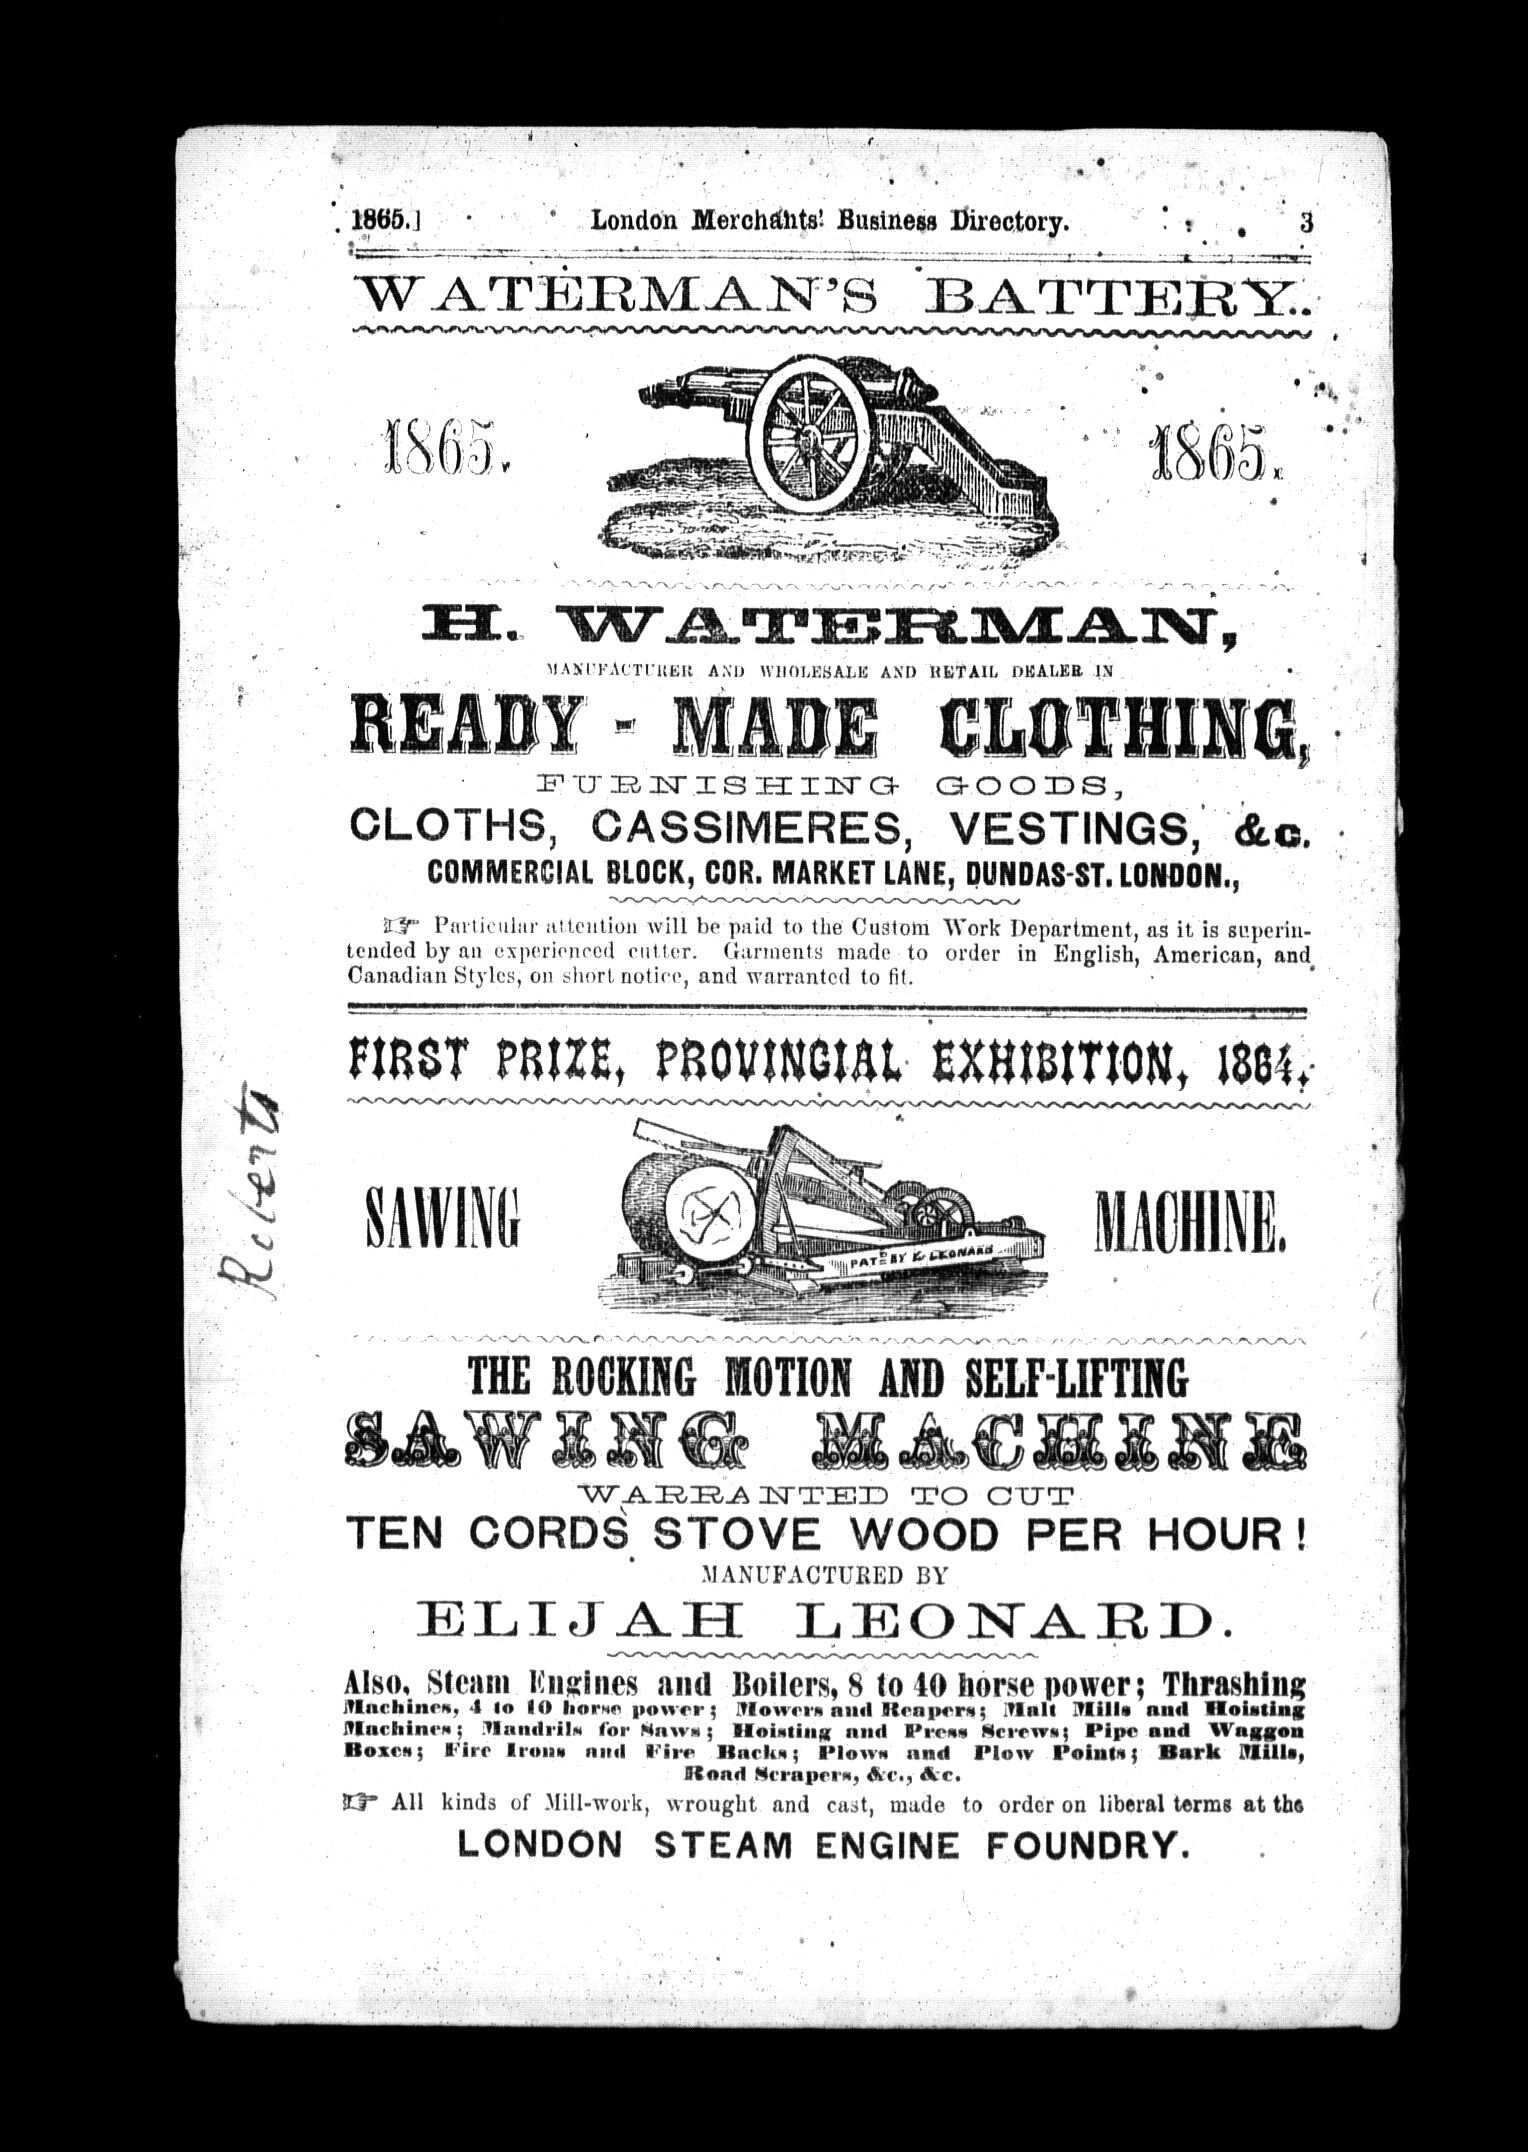 1865.] London Merchants' Business Directory. 3
WATERMAN'S BATTERY.
1865. 1865.
H. WATERMAN,
MANUFACTURER AND WHOLESALE AND RETAIL DEALER IN
READY - MADE CLOTHING,
FURNISHING GOODS,
CLOTHS, CASSIMERES, VESTINGS, &c.
COMMERCIAL BLOCK, COR. MARKET LANE, DUNDAS-ST. LONDON.,
☞ Particular attention will be paid to the Custom Work Department, as it is superin-
tended by an experienced cutter. Garments made to order in English, American, and
Canadian Styles, on short notice, and warranted to fit.
FIRST PRIZE, PROVINCIAL EXHIBITION, 1864.
SAWING MACHINE.
PATD BY E. LEONARD
THE ROCKING MOTION AND SELF-LIFTING
SAWING MACHINE
WARRANTED TO CUT
TEN CORDS STOVE WOOD PER HOUR!
MANUFACTURED BY
ELIJAH LEONARD.
Also, Steam Engines and Boilers, 8 to 40 horse power; Thrashing
Machines, 4 to 10 horse power; Mowers and Reapers; Malt Mills and Hoisting
Machines; Mandrils for Saws; Hoisting and Press Screws; Pipe and Waggon
Boxes; Fire Irons and Fire Backs; Plows and Plow Points; Bark Mills,
Road Scrapers, &c., &c.
☞ All kinds of Mill-work, wrought and cast, made to order on liberal terms at the
LONDON STEAM ENGINE FOUNDRY.
Roberts